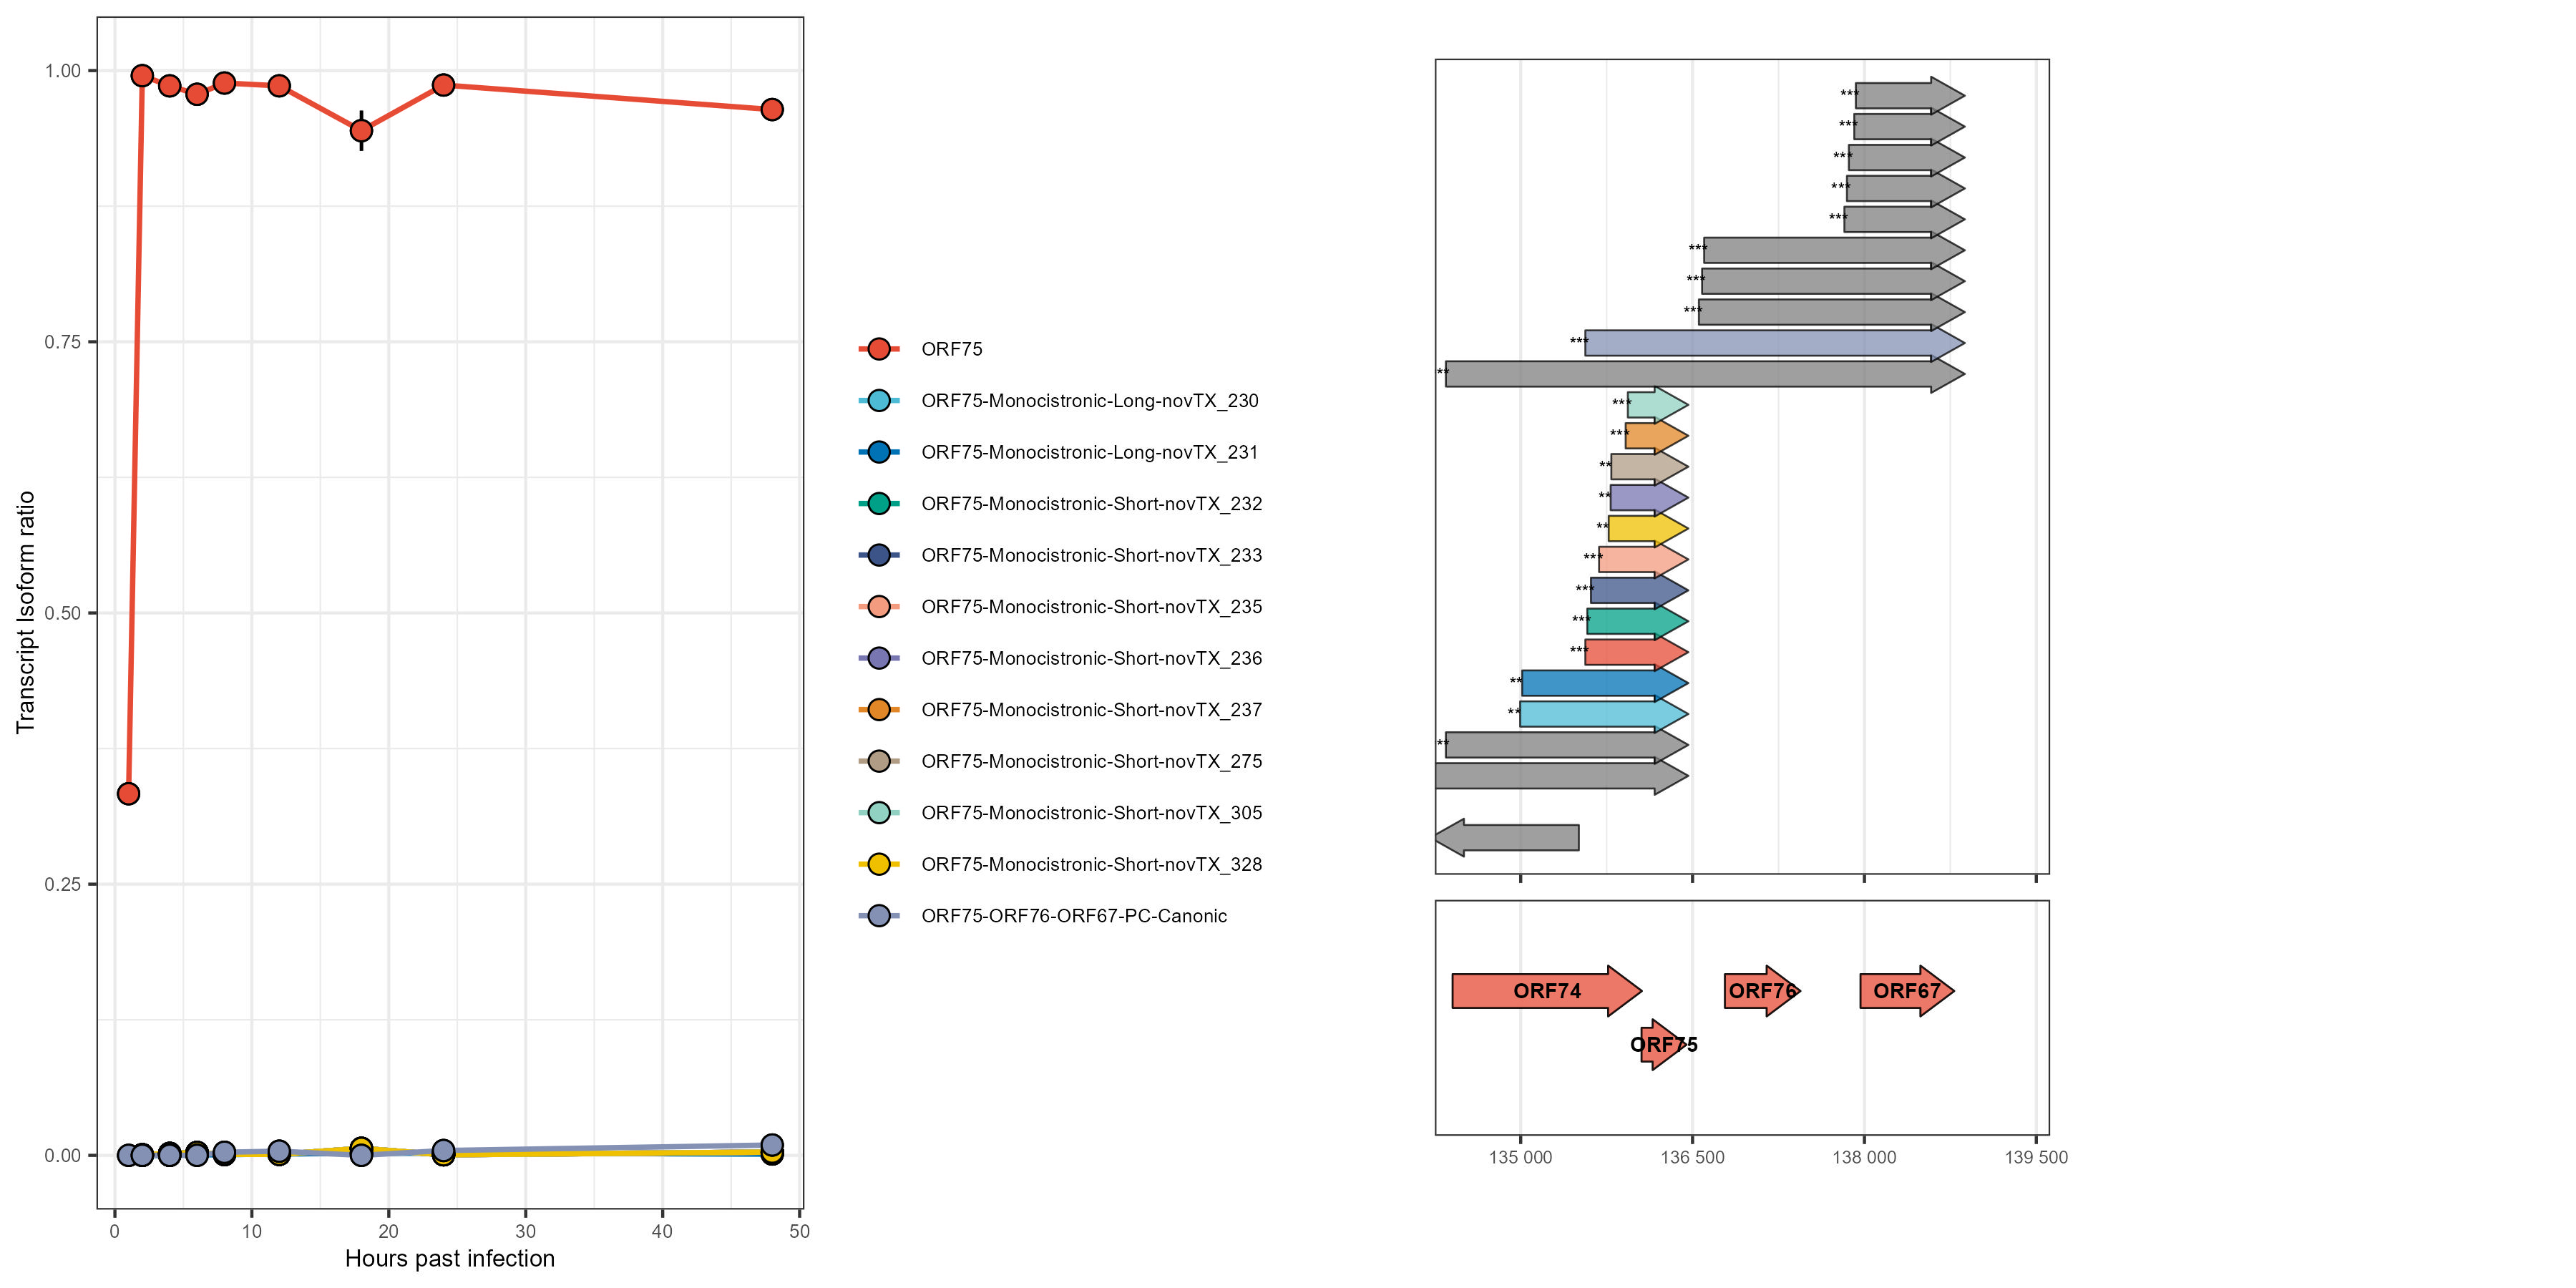 1.00
0.75
0.50
0.25
0.00
Transcript Isoform ratio
0 10 20 30 40 50
Hours past infection
ORF75
ORF75-Monocistronic-Long-novTX_230
ORF75-Monocistronic-Long-novTX_231
ORF75-Monocistronic-Short-novTX_232
ORF75-Monocistronic-Short-novTX_233
ORF75-Monocistronic-Short-novTX_235
ORF75-Monocistronic-Short-novTX_236
ORF75-Monocistronic-Short-novTX_237
ORF75-Monocistronic-Short-novTX_275
ORF75-Monocistronic-Short-novTX_305
ORF75-Monocistronic-Short-novTX_328
ORF75-ORF76-ORF67-PC-Canonic
***
***
***
***
***
***
***
***
***
**
***
***
**
**
**
***
***
***
***
**
**
**
ORF74 ORF76 ORF67
ORF75
135 000 136 500 138 000 139 500